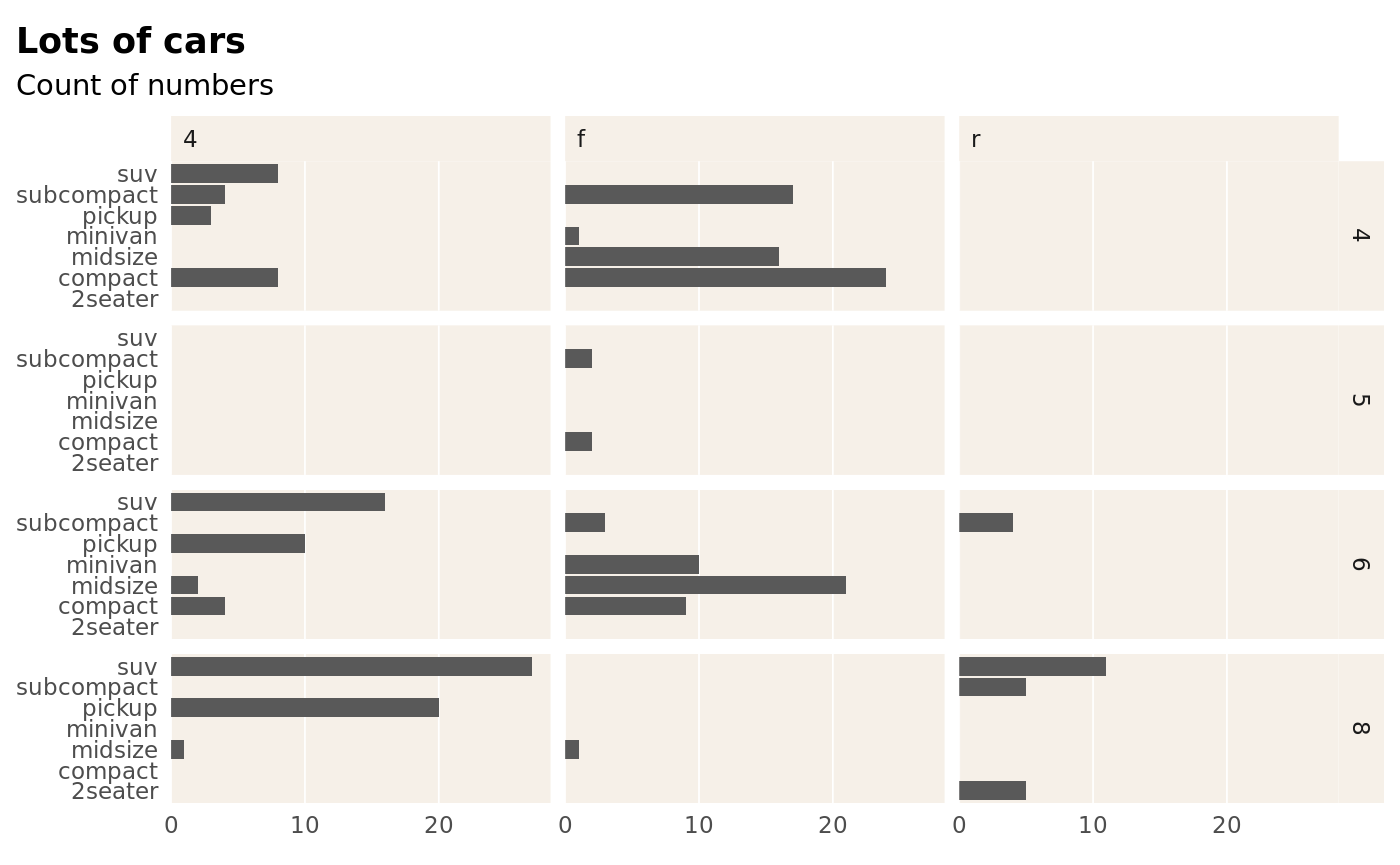 Lots of cars
Count of numbers
4 f r
suv
subcompact
pickup
minivan
midsize
compact
2seater
4
suv
subcompact
pickup
minivan
midsize
compact
2seater
5
suv
subcompact
pickup
minivan
midsize
compact
2seater
6
suv
subcompact
pickup
minivan
midsize
compact
2seater
8
0 10 20 0 10 20 0 10 20